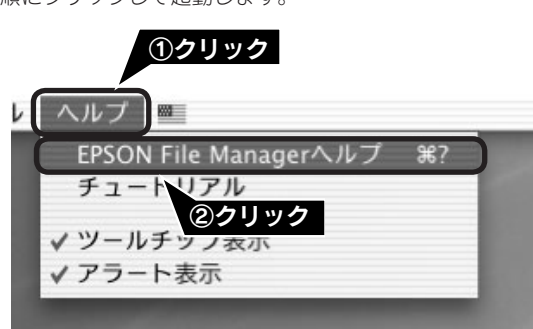 順にクリックして起動します。
①クリック
ル ヘルプ
EPSON File Managerヘルプ ⌘?
チュートリアル
②クリック
✓ツールチップ表示
✓アラート表示